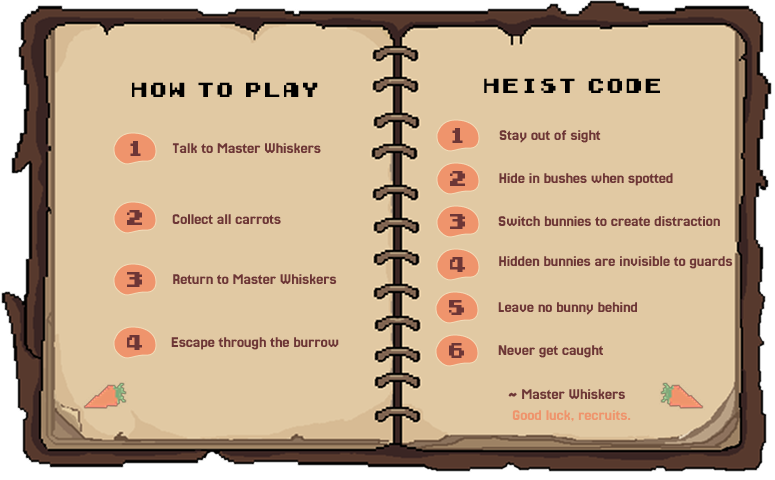 HOW TO PLAY
1 Talk to Master Whiskers
2 Collect all carrots
3 Return to Master Whiskers
4 Escape through the burrow
HEIST CODE
1 Stay out of sight
2 Hide in bushes when spotted
3 Switch bunnies to create distraction
4 Hidden bunnies are invisible to guards
5 Leave no bunny behind
6 Never get caught
~ Master Whiskers
Good luck, recruits.